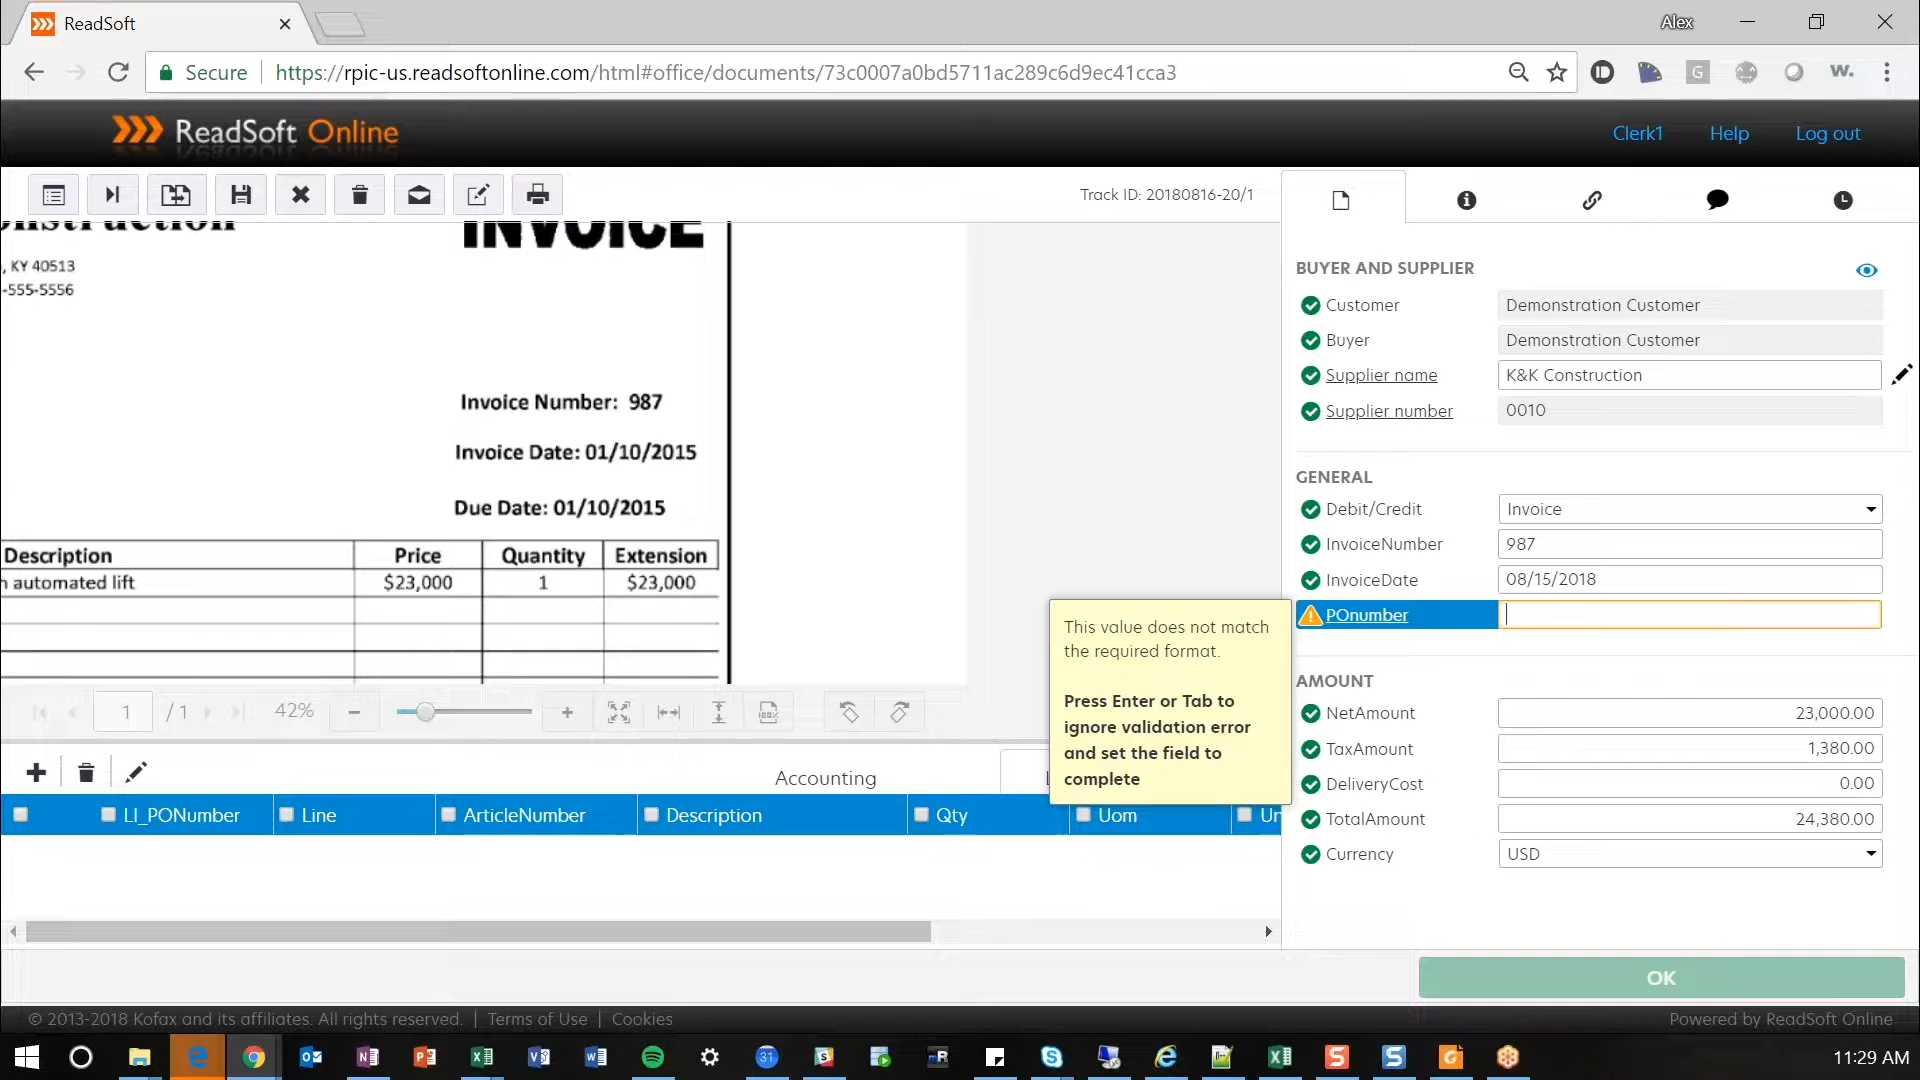 ReadSoft
Alex
Secure
https://rpic-us.readsoftonline.com/html#office/documents/73c0007a0bd5711ac289c6d9ec41cca3
ReadSoft Online
Clerk1
Help
Log out
Track ID: 20180816-20/1
INVOICE
, KY 40513
-555-5556
Invoice Number: 987
Invoice Date: 01/10/2015
Due Date: 01/10/2015
Description Price Quantity Extension
n automated lift $23,000 1 $23,000
1 / 1 42%
Accounting
LI_PONumber Line ArticleNumber Description Qty Uom Un
BUYER AND SUPPLIER
Customer Demonstration Customer
Buyer Demonstration Customer
Supplier name K&K Construction
Supplier number 0010
GENERAL
Debit/Credit Invoice
InvoiceNumber 987
InvoiceDate 08/15/2018
POnumber
This value does not match
the required format.
Press Enter or Tab to
ignore validation error
and set the field to
complete
AMOUNT
NetAmount 23,000.00
TaxAmount 1,380.00
DeliveryCost 0.00
TotalAmount 24,380.00
Currency USD
OK
© 2013-2018 Kofax and its affiliates. All rights reserved. | Terms of Use | Cookies
Powered by ReadSoft Online
11:29 AM